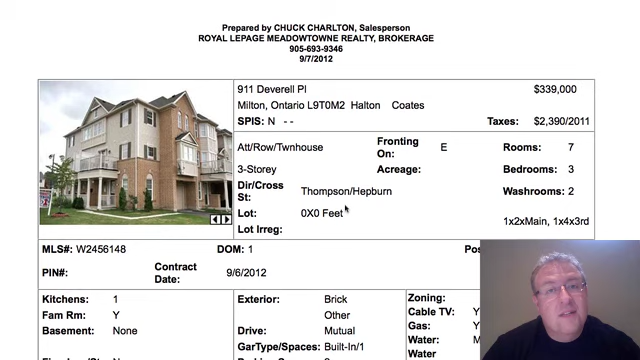 Prepared by CHUCK CHARLTON, Salesperson
ROYAL LEPAGE MEADOWTOWNE REALTY, BROKERAGE
905-693-9346
9/7/2012
911 Deverell Pl $339,000
Milton, Ontario L9T0M2 Halton Coates
SPIS: N - - Taxes: $2,390/2011
Att/Row/Twnhouse Fronting On: E Rooms: 7
3-Storey Acreage: Bedrooms: 3
Dir/Cross St: Thompson/Hepburn Washrooms: 2
Lot: 0X0 Feet 1x2xMain, 1x4x3rd
Lot Irreg:
MLS#: W2456148 DOM: 1
PIN#: Contract Date: 9/6/2012
Kitchens: 1 Exterior: Brick Zoning:
Fam Rm: Y Other Cable TV: Y
Basement: None Drive: Mutual Gas: Y
GarType/Spaces: Built-In/1 Water:
Water